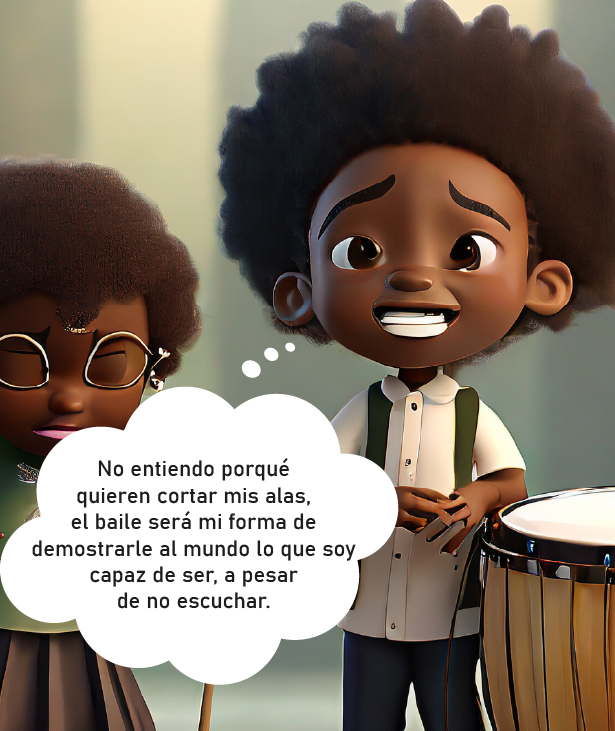 No entiendo porqué
quieren cortar mis alas,
el baile será mi forma de
demostrarle al mundo lo que soy
capaz de ser, a pesar
de no escuchar.